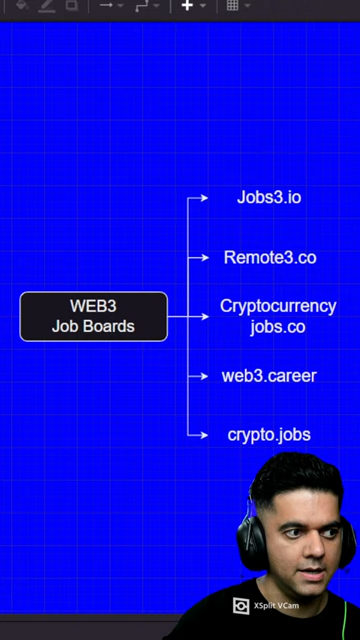 Jobs3.io
Remote3.co
WEB3
Job Boards
Cryptocurrency
jobs.co
web3.career
crypto.jobs
XSplit VCam